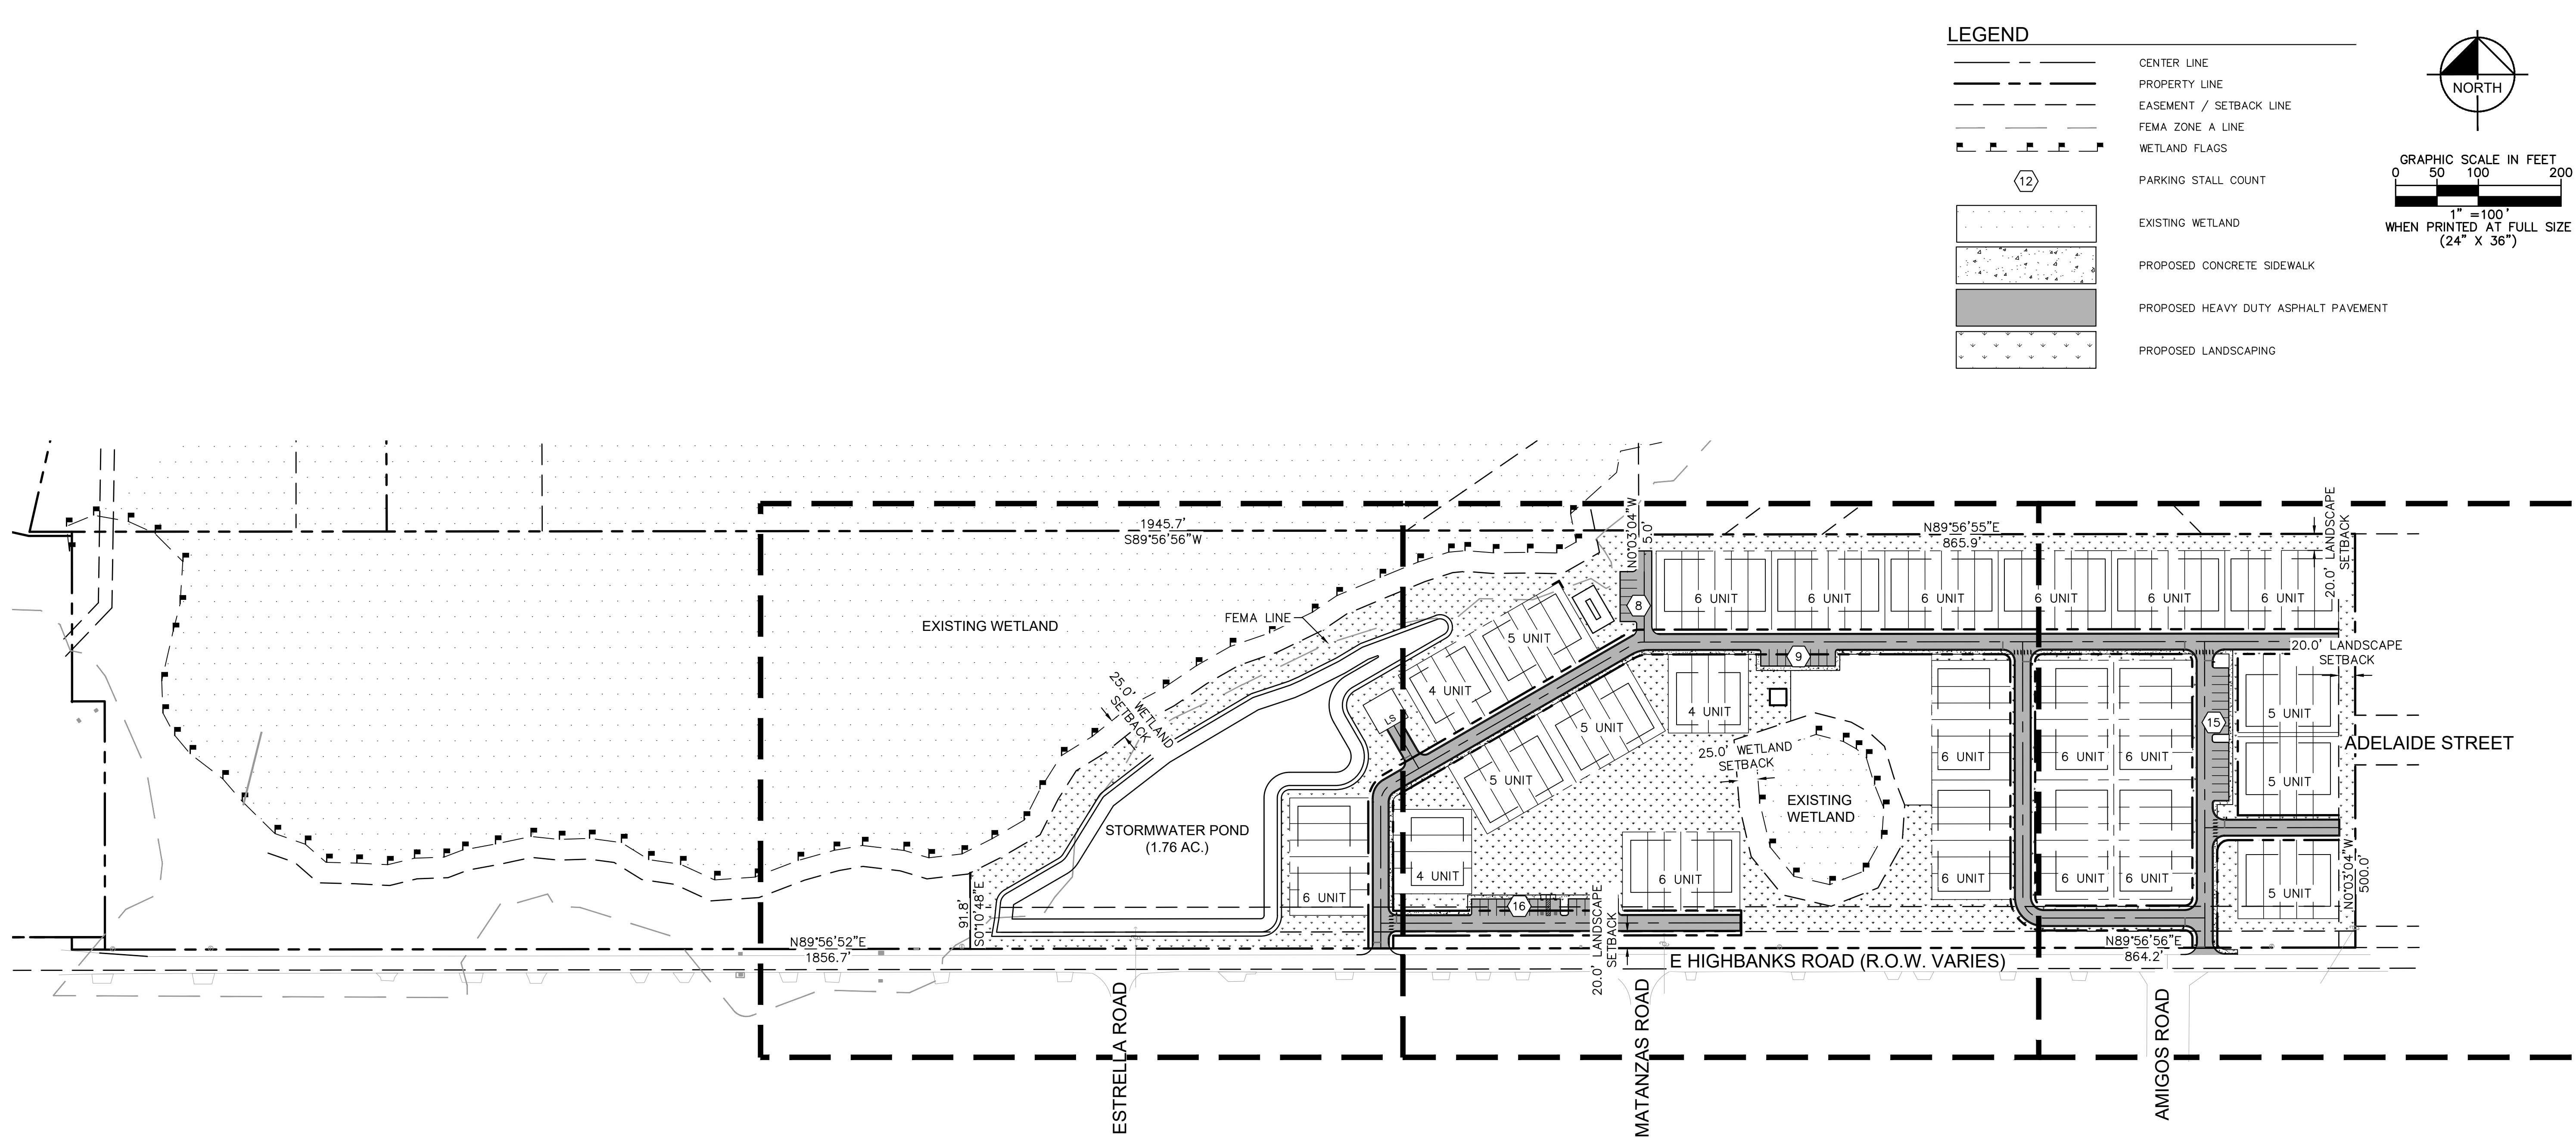 LEGEND
CENTER LINE
PROPERTY LINE
EASEMENT / SETBACK LINE
FEMA ZONE A LINE
WETLAND FLAGS
12
PARKING STALL COUNT
EXISTING WETLAND
PROPOSED CONCRETE SIDEWALK
PROPOSED HEAVY DUTY ASPHALT PAVEMENT
PROPOSED LANDSCAPING
NORTH
GRAPHIC SCALE IN FEET
0 50 100 200
1" =100'
WHEN PRINTED AT FULL SIZE
(24" X 36")
1945.7'
S89°56'56"W
N0°03'04"W
5.0'
N89°56'55"E
865.9'
20.0' LANDSCAPE
SETBACK
EXISTING WETLAND
FEMA LINE
25.0' WETLAND
SETBACK
8
6 UNIT
6 UNIT
6 UNIT
6 UNIT
6 UNIT
6 UNIT
5 UNIT
4 UNIT
LS
9
20.0' LANDSCAPE
SETBACK
5 UNIT
5 UNIT
4 UNIT
25.0' WETLAND
SETBACK
EXISTING
WETLAND
6 UNIT
6 UNIT
6 UNIT
15
5 UNIT
5 UNIT
ADELAIDE STREET
STORMWATER POND
(1.76 AC.)
6 UNIT
4 UNIT
16
6 UNIT
6 UNIT
6 UNIT
6 UNIT
5 UNIT
N0°03'04"W
500.0'
91.8'
S0°10'48"E
20.0' LANDSCAPE
SETBACK
N89°56'52"E
1856.7'
N89°56'56"E
864.2'
E HIGHBANKS ROAD (R.O.W. VARIES)
ESTRELLA ROAD
MATANZAS ROAD
AMIGOS ROAD